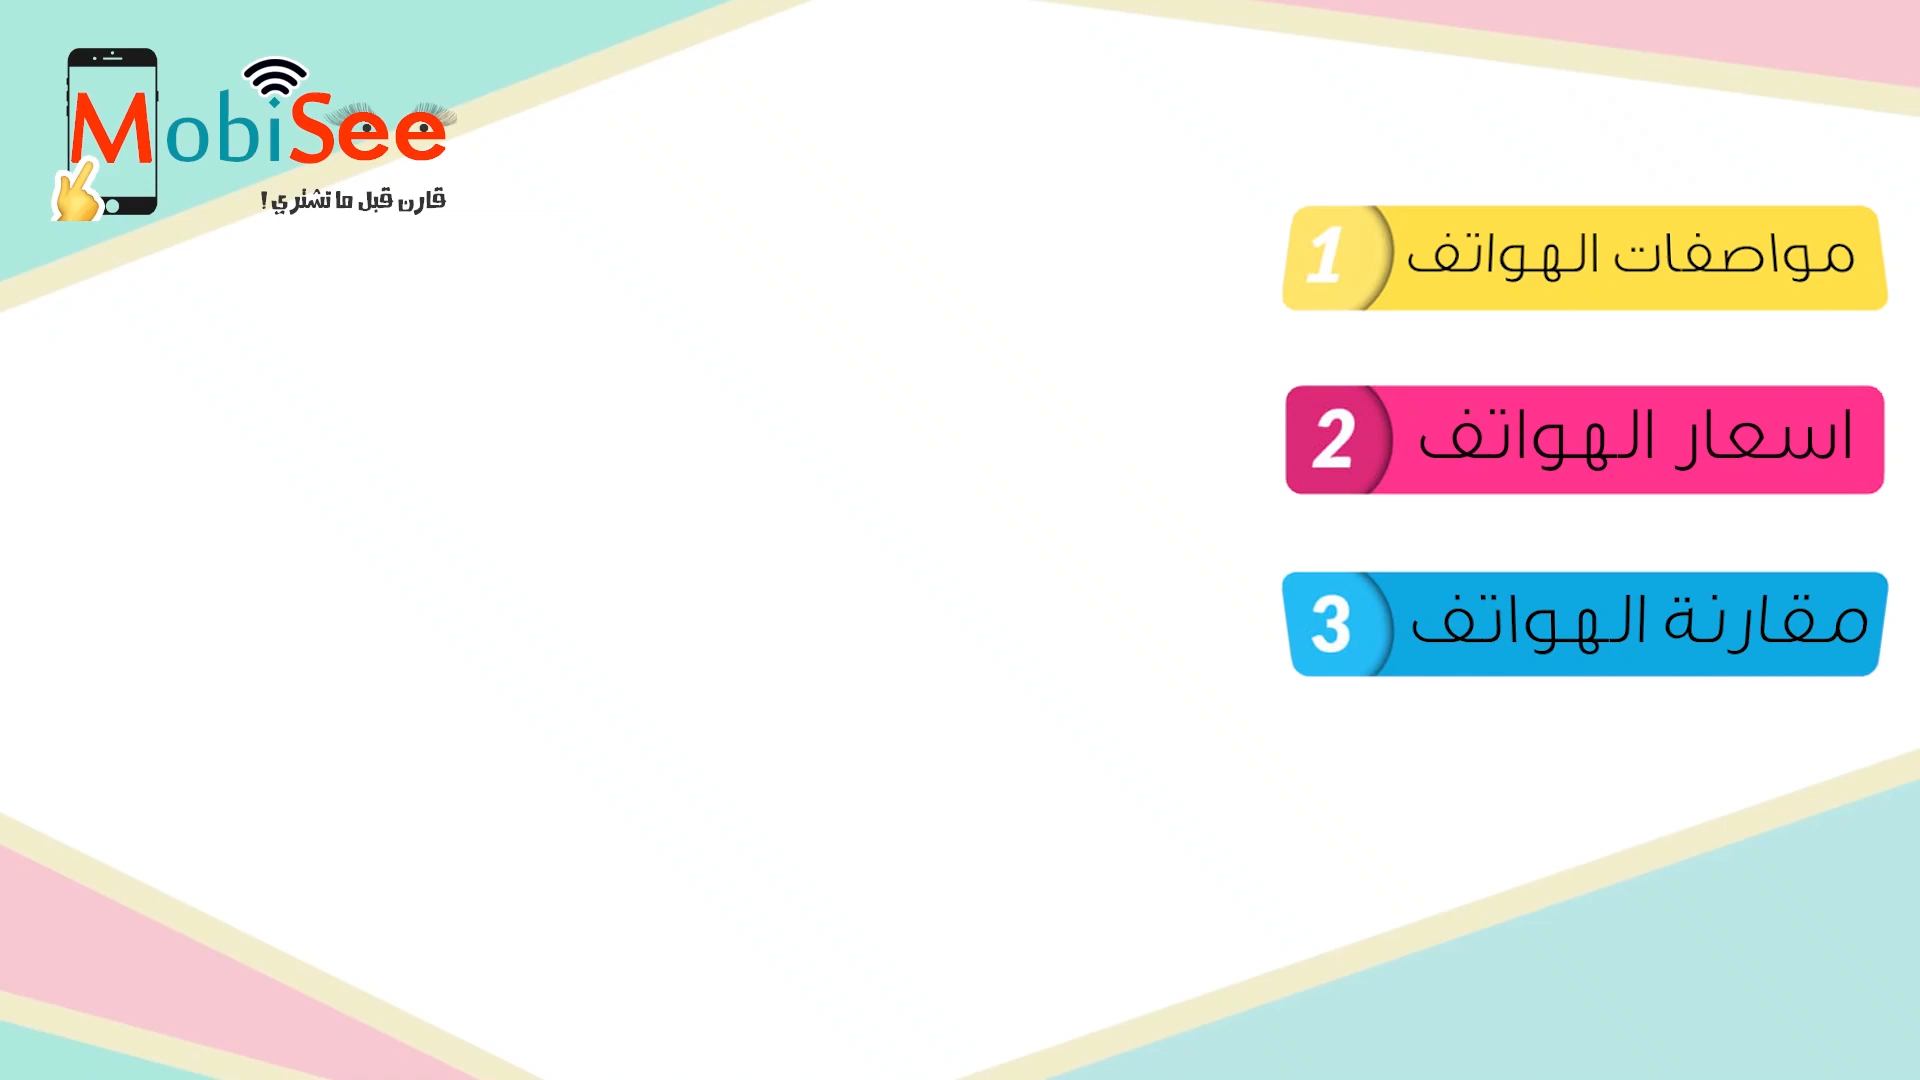 MobiSee
قارن قبل ما تشتري!
1 مواصفات الهواتف
2 اسعار الهواتف
3 مقارنة الهواتف